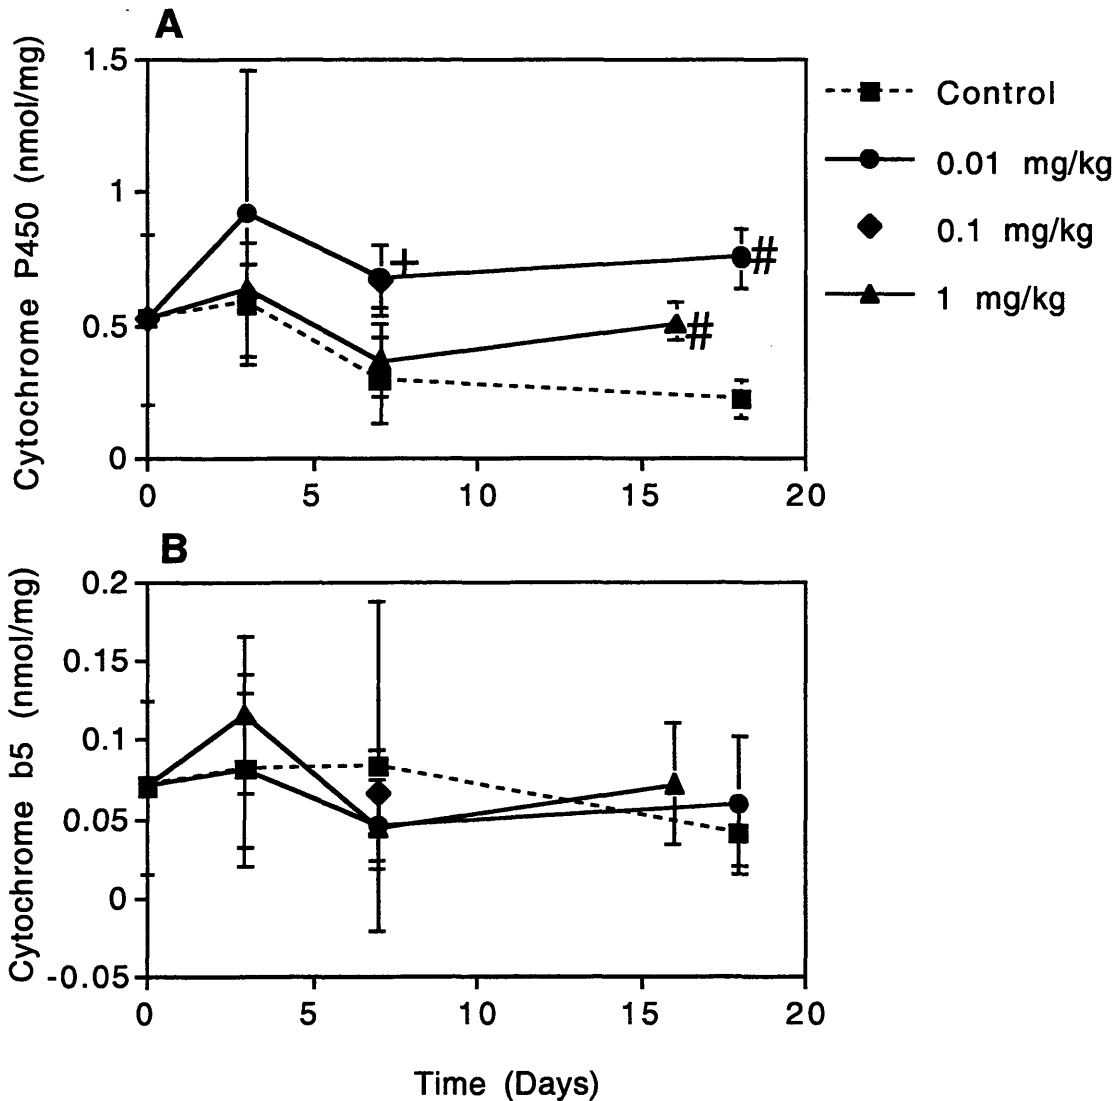 A
Cytochrome P450 (nmol/mg)
1.5
1
0.5
0
0 5 10 15 20
Control
0.01 mg/kg
0.1 mg/kg
1 mg/kg
+
#
#
B
Cytochrome b5 (nmol/mg)
0.2
0.15
0.1
0.05
0
-0.05
0 5 10 15 20
Time (Days)